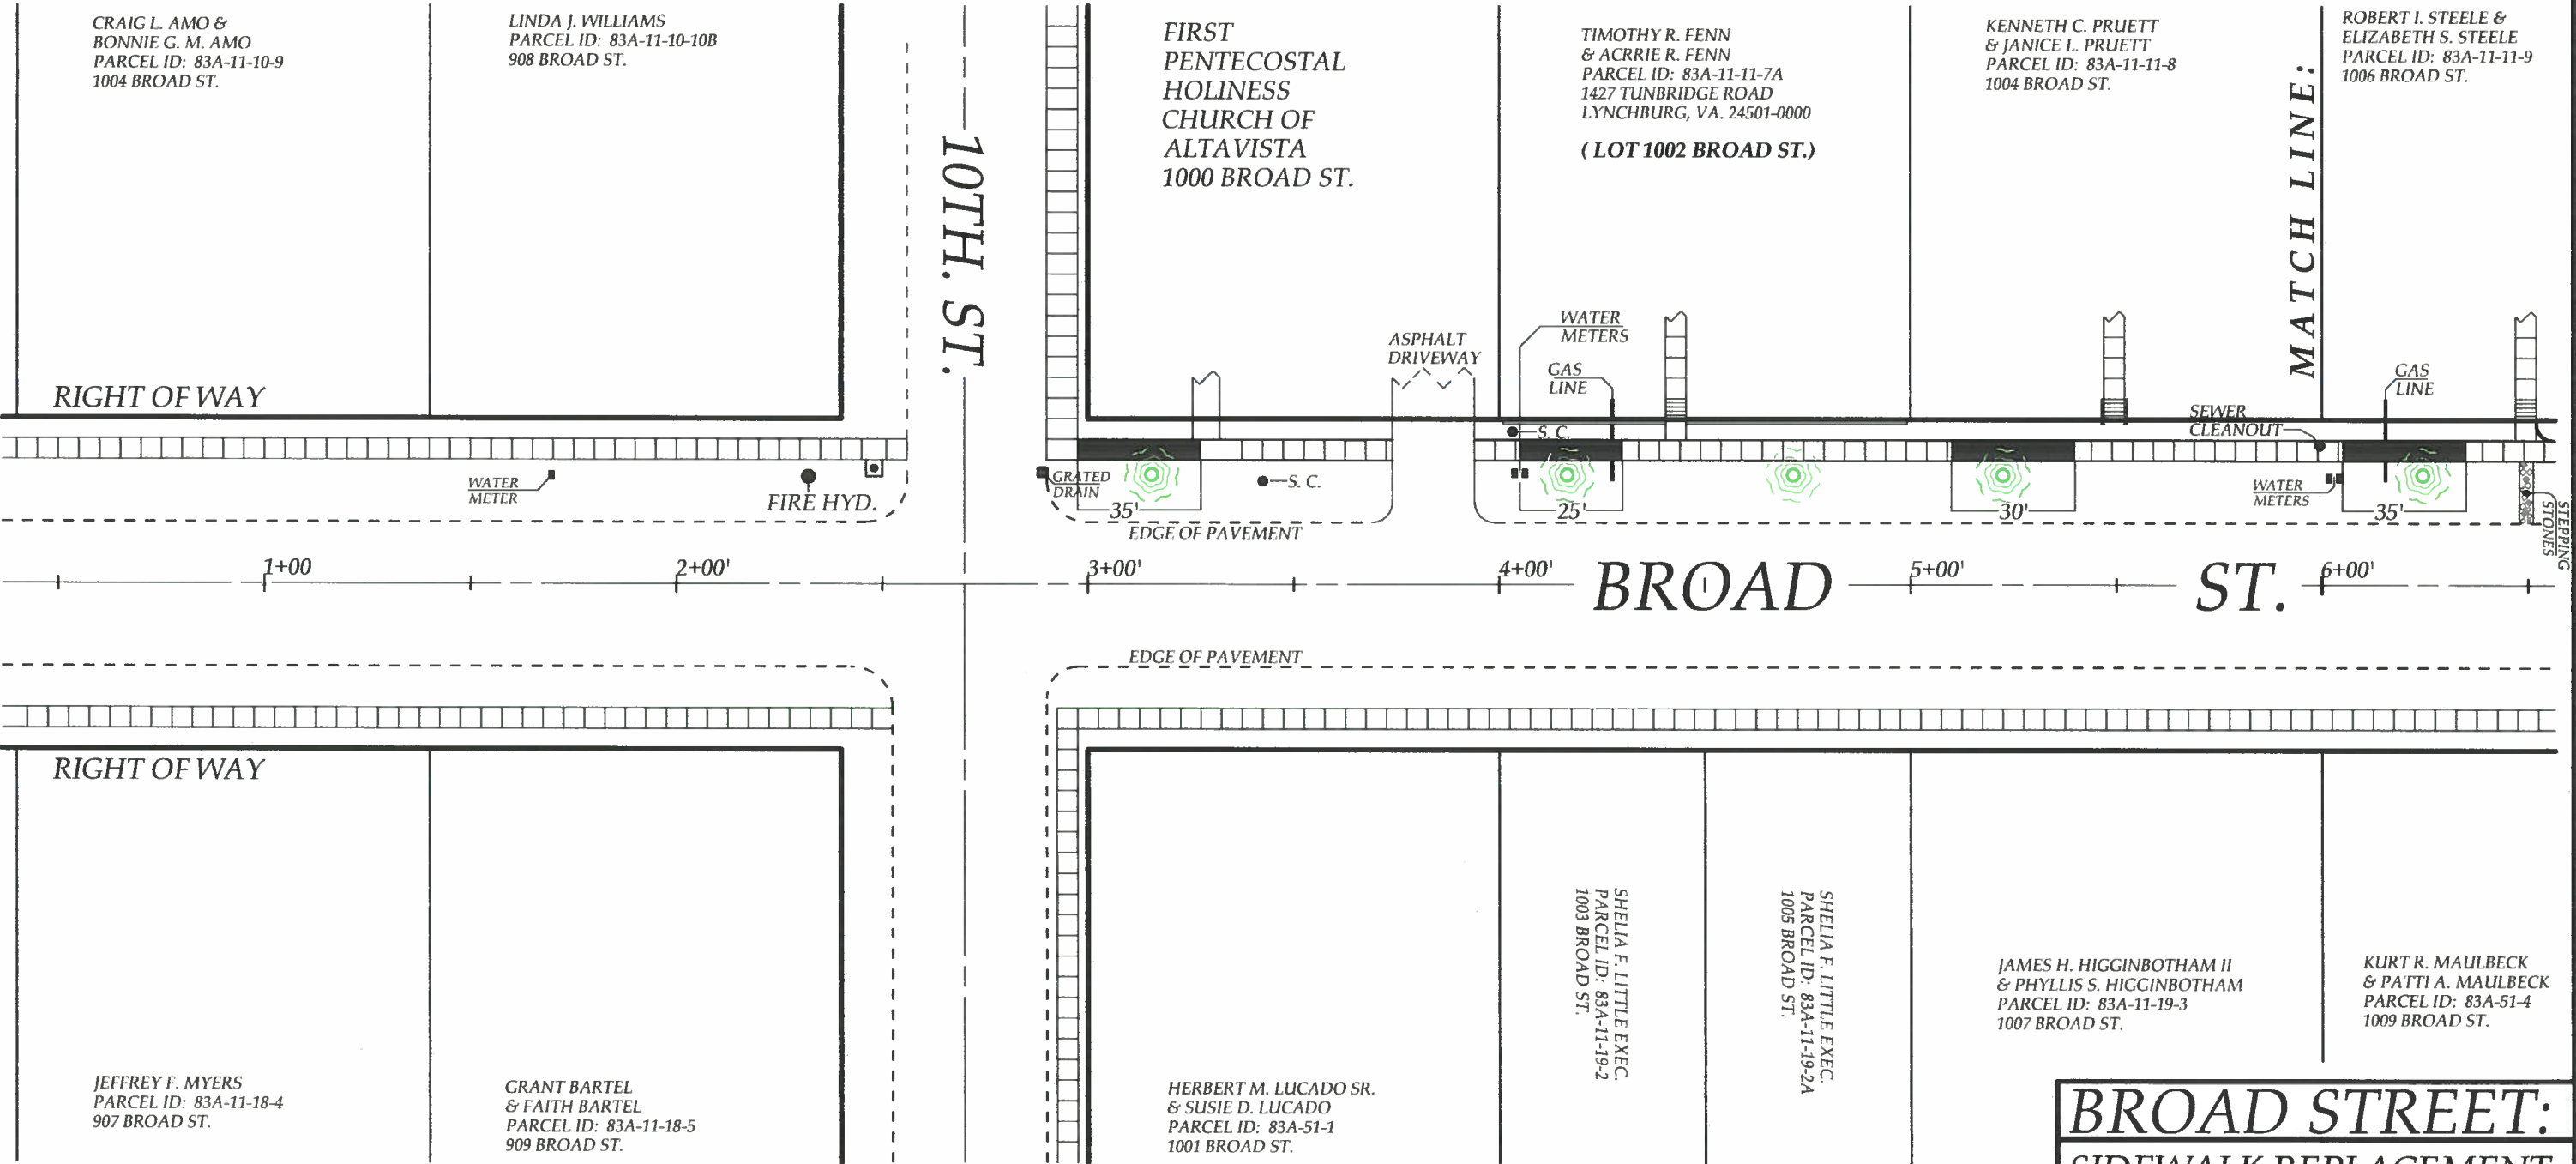 CRAIG L. AMO &
BONNIE G. M. AMO
PARCEL ID: 83A-11-10-9
1004 BROAD ST.
LINDA J. WILLIAMS
PARCEL ID: 83A-11-10-10B
908 BROAD ST.
10TH. ST.
FIRST
PENTECOSTAL
HOLINESS
CHURCH OF
ALTAVISTA
1000 BROAD ST.
TIMOTHY R. FENN
& ACRRIE R. FENN
PARCEL ID: 83A-11-11-7A
1427 TUNBRIDGE ROAD
LYNCHBURG, VA. 24501-0000
( LOT 1002 BROAD ST.)
KENNETH C. PRUETT
& JANICE L. PRUETT
PARCEL ID: 83A-11-11-8
1004 BROAD ST.
MATCH LINE:
ROBERT I. STEELE &
ELIZABETH S. STEELE
PARCEL ID: 83A-11-11-9
1006 BROAD ST.
RIGHT OF WAY
ASPHALT
DRIVEWAY
WATER
METERS
GAS
LINE
GAS
LINE
SEWER
CLEANOUT
S. C.
WATER
METER
FIRE HYD.
GRATED
DRAIN
S. C.
WATER
METERS
35'
25'
30'
35'
STEPPING
STONES
EDGE OF PAVEMENT
1+00
2+00'
3+00'
4+00'
5+00'
6+00'
BROAD ST.
EDGE OF PAVEMENT
RIGHT OF WAY
JEFFREY F. MYERS
PARCEL ID: 83A-11-18-4
907 BROAD ST.
GRANT BARTEL
& FAITH BARTEL
PARCEL ID: 83A-11-18-5
909 BROAD ST.
HERBERT M. LUCADO SR.
& SUSIE D. LUCADO
PARCEL ID: 83A-51-1
1001 BROAD ST.
SHELIA F. LITTLE EXEC.
PARCEL ID: 83A-11-19-2
1003 BROAD ST.
SHELIA F. LITTLE EXEC.
PARCEL ID: 83A-11-19-2A
1005 BROAD ST.
JAMES H. HIGGINBOTHAM II
& PHYLLIS S. HIGGINBOTHAM
PARCEL ID: 83A-11-19-3
1007 BROAD ST.
KURT R. MAULBECK
& PATTI A. MAULBECK
PARCEL ID: 83A-51-4
1009 BROAD ST.
BROAD STREET:
SIDEWALK REPLACEMENT